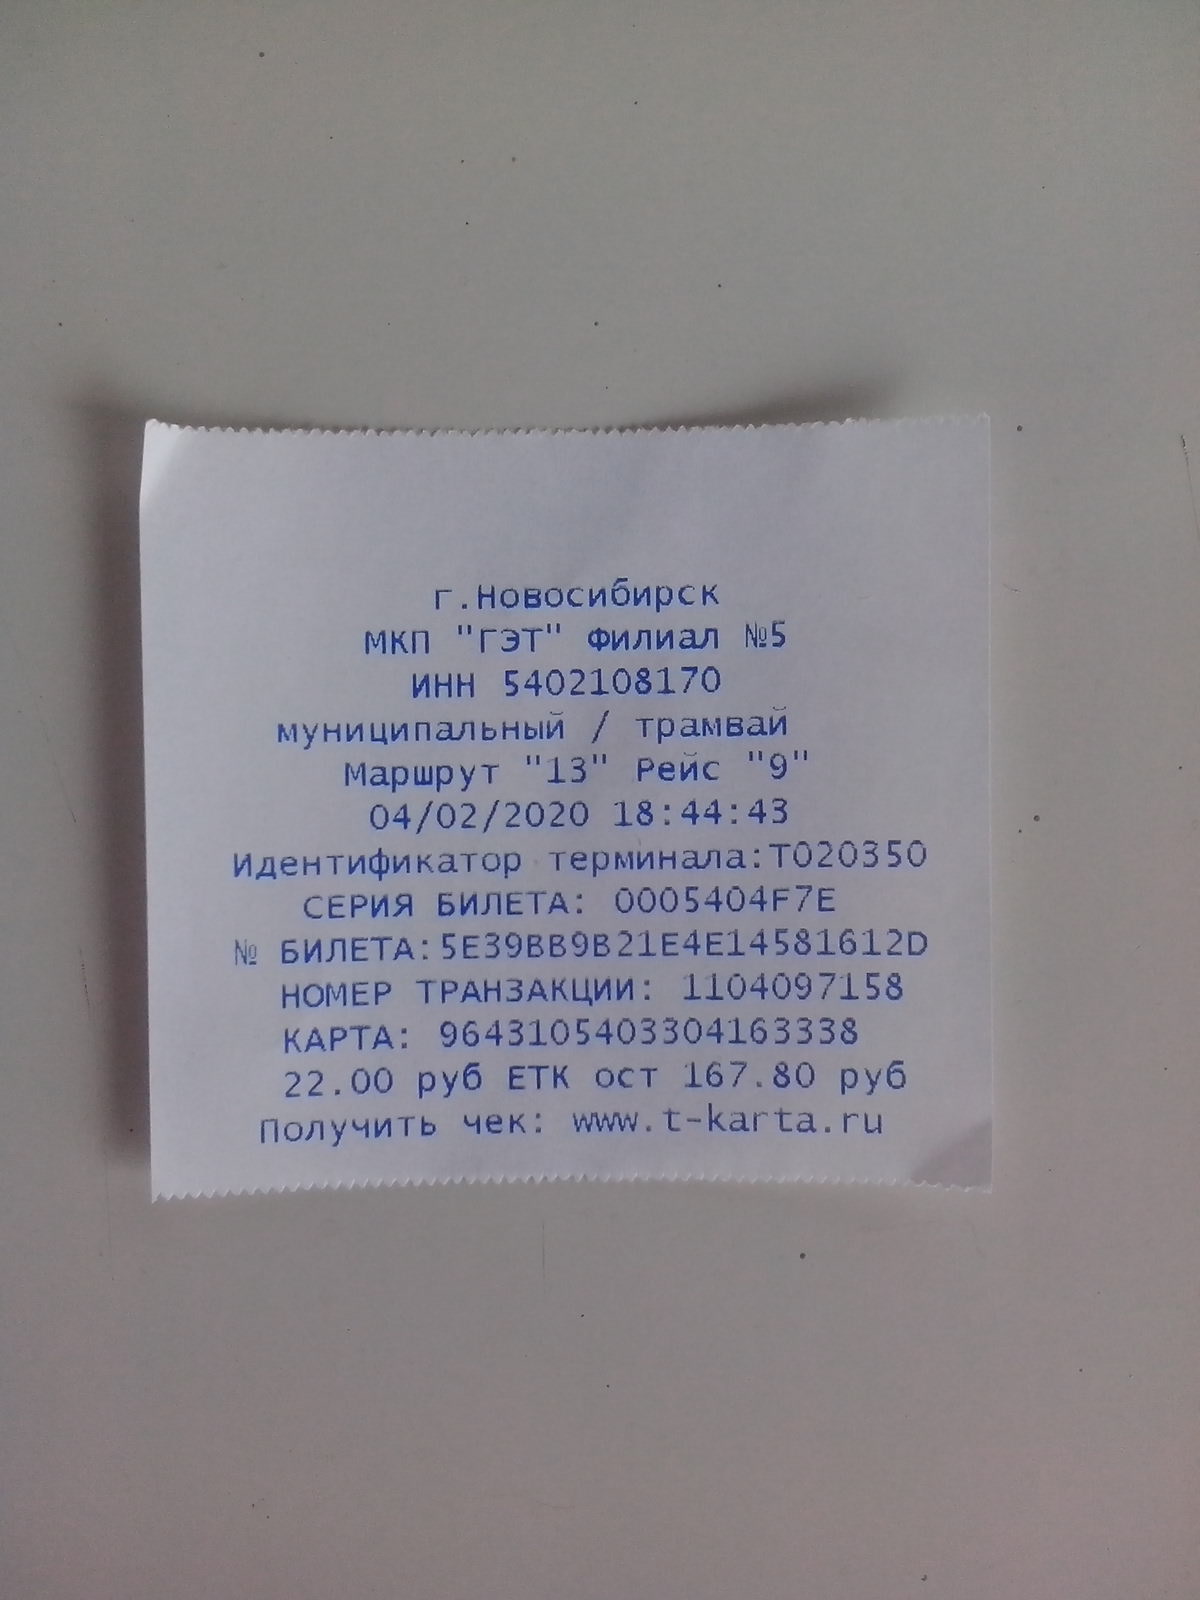 г.Новосибирск
МКП "ГЭТ" Филиал №5
ИНН 5402108170
муниципальный / трамвай
Маршрут "13" Рейс "9"
04/02/2020 18:44:43
Идентификатор терминала:T020350
СЕРИЯ БИЛЕТА: 0005404F7E
№ БИЛЕТА:5E39BB9B21E4E14581612D
НОМЕР ТРАНЗАКЦИИ: 1104097158
КАРТА: 9643105403304163338
22.00 руб ЕТК ост 167.80 руб
Получить чек: www.t-karta.ru